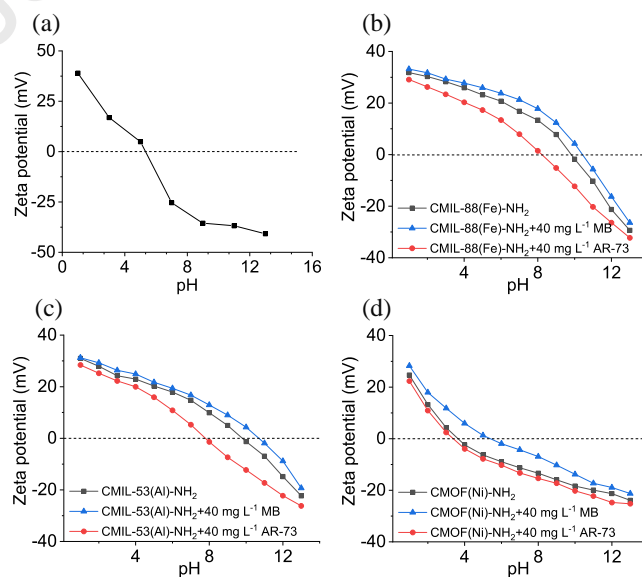 (a)
50
25
0
-25
-50
Zeta potential (mV)
0
4
8
12
16
pH
(b)
40
20
0
-20
-40
Zeta potential (mV)
CMIL-88(Fe)-NH₂
CMIL-88(Fe)-NH₂+40 mg L⁻¹ MB
CMIL-88(Fe)-NH₂+40 mg L⁻¹ AR-73
4
8
12
pH
(c)
40
20
0
-20
-40
Zeta potential (mV)
CMIL-53(Al)-NH₂
CMIL-53(Al)-NH₂+40 mg L⁻¹ MB
CMIL-53(Al)-NH₂+40 mg L⁻¹ AR-73
4
8
12
pH
(d)
40
20
0
-20
-40
Zeta potential (mV)
CMOF(Ni)-NH₂
CMOF(Ni)-NH₂+40 mg L⁻¹ MB
CMOF(Ni)-NH₂+40 mg L⁻¹ AR-73
4
8
12
pH